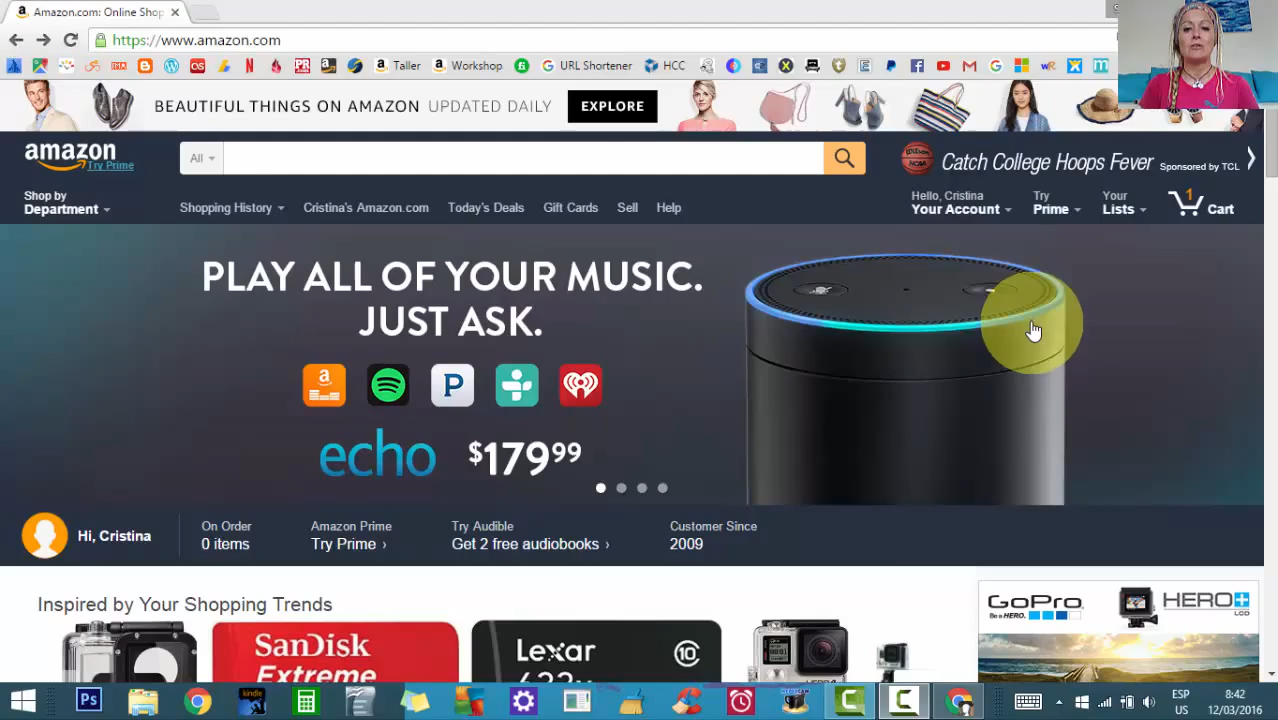 Amazon.com: Online Shop
https://www.amazon.com
Taller
Workshop
URL Shortener
HCC
BEAUTIFUL THINGS ON AMAZON UPDATED DAILY
EXPLORE
amazon
Try Prime
All
Catch College Hoops Fever Sponsored by TCL
Shop by
Department
Shopping History
Cristina's Amazon.com
Today's Deals
Gift Cards
Sell
Help
Hello, Cristina
Your Account
Try
Prime
Your
Lists
1
Cart
PLAY ALL OF YOUR MUSIC.
JUST ASK.
echo $179 99
Hi, Cristina
On Order
0 items
Amazon Prime
Try Prime ›
Try Audible
Get 2 free audiobooks ›
Customer Since
2009
Inspired by Your Shopping Trends
SanDisk
Extreme
Lexar
633x
10
GoPro
Be a HERO.
HERO+
LCD
Ps
kindle
ESP
US
8:42
12/03/2016